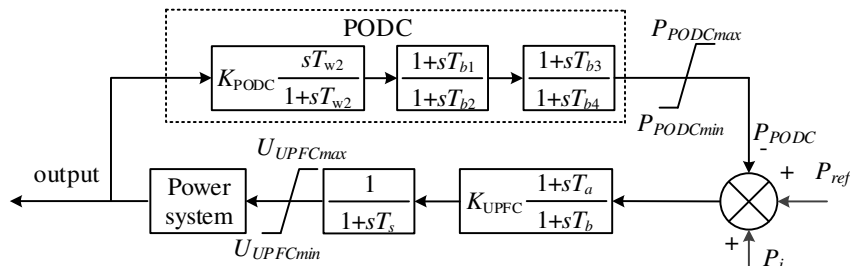 PODC
K_PODC sT_w2 / 1+sT_w2
1+sT_b1 / 1+sT_b2
1+sT_b3 / 1+sT_b4
P_PODCmax
P_PODCmin
P_PODC
-
+
P_ref
+
P_i
K_UPFC 1+sT_a / 1+sT_b
1 / 1+sT_s
U_UPFCmax
U_UPFCmin
Power
system
output